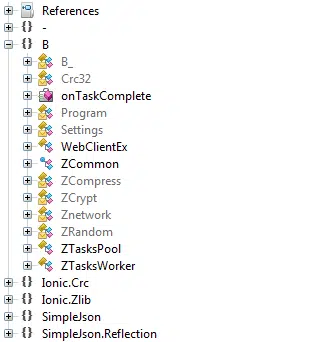 References
-
B
B_
Crc32
onTaskComplete
Program
Settings
WebClientEx
ZCommon
ZCompress
ZCrypt
Znetwork
ZRandom
ZTasksPool
ZTasksWorker
Ionic.Crc
Ionic.Zlib
SimpleJson
SimpleJson.Reflection